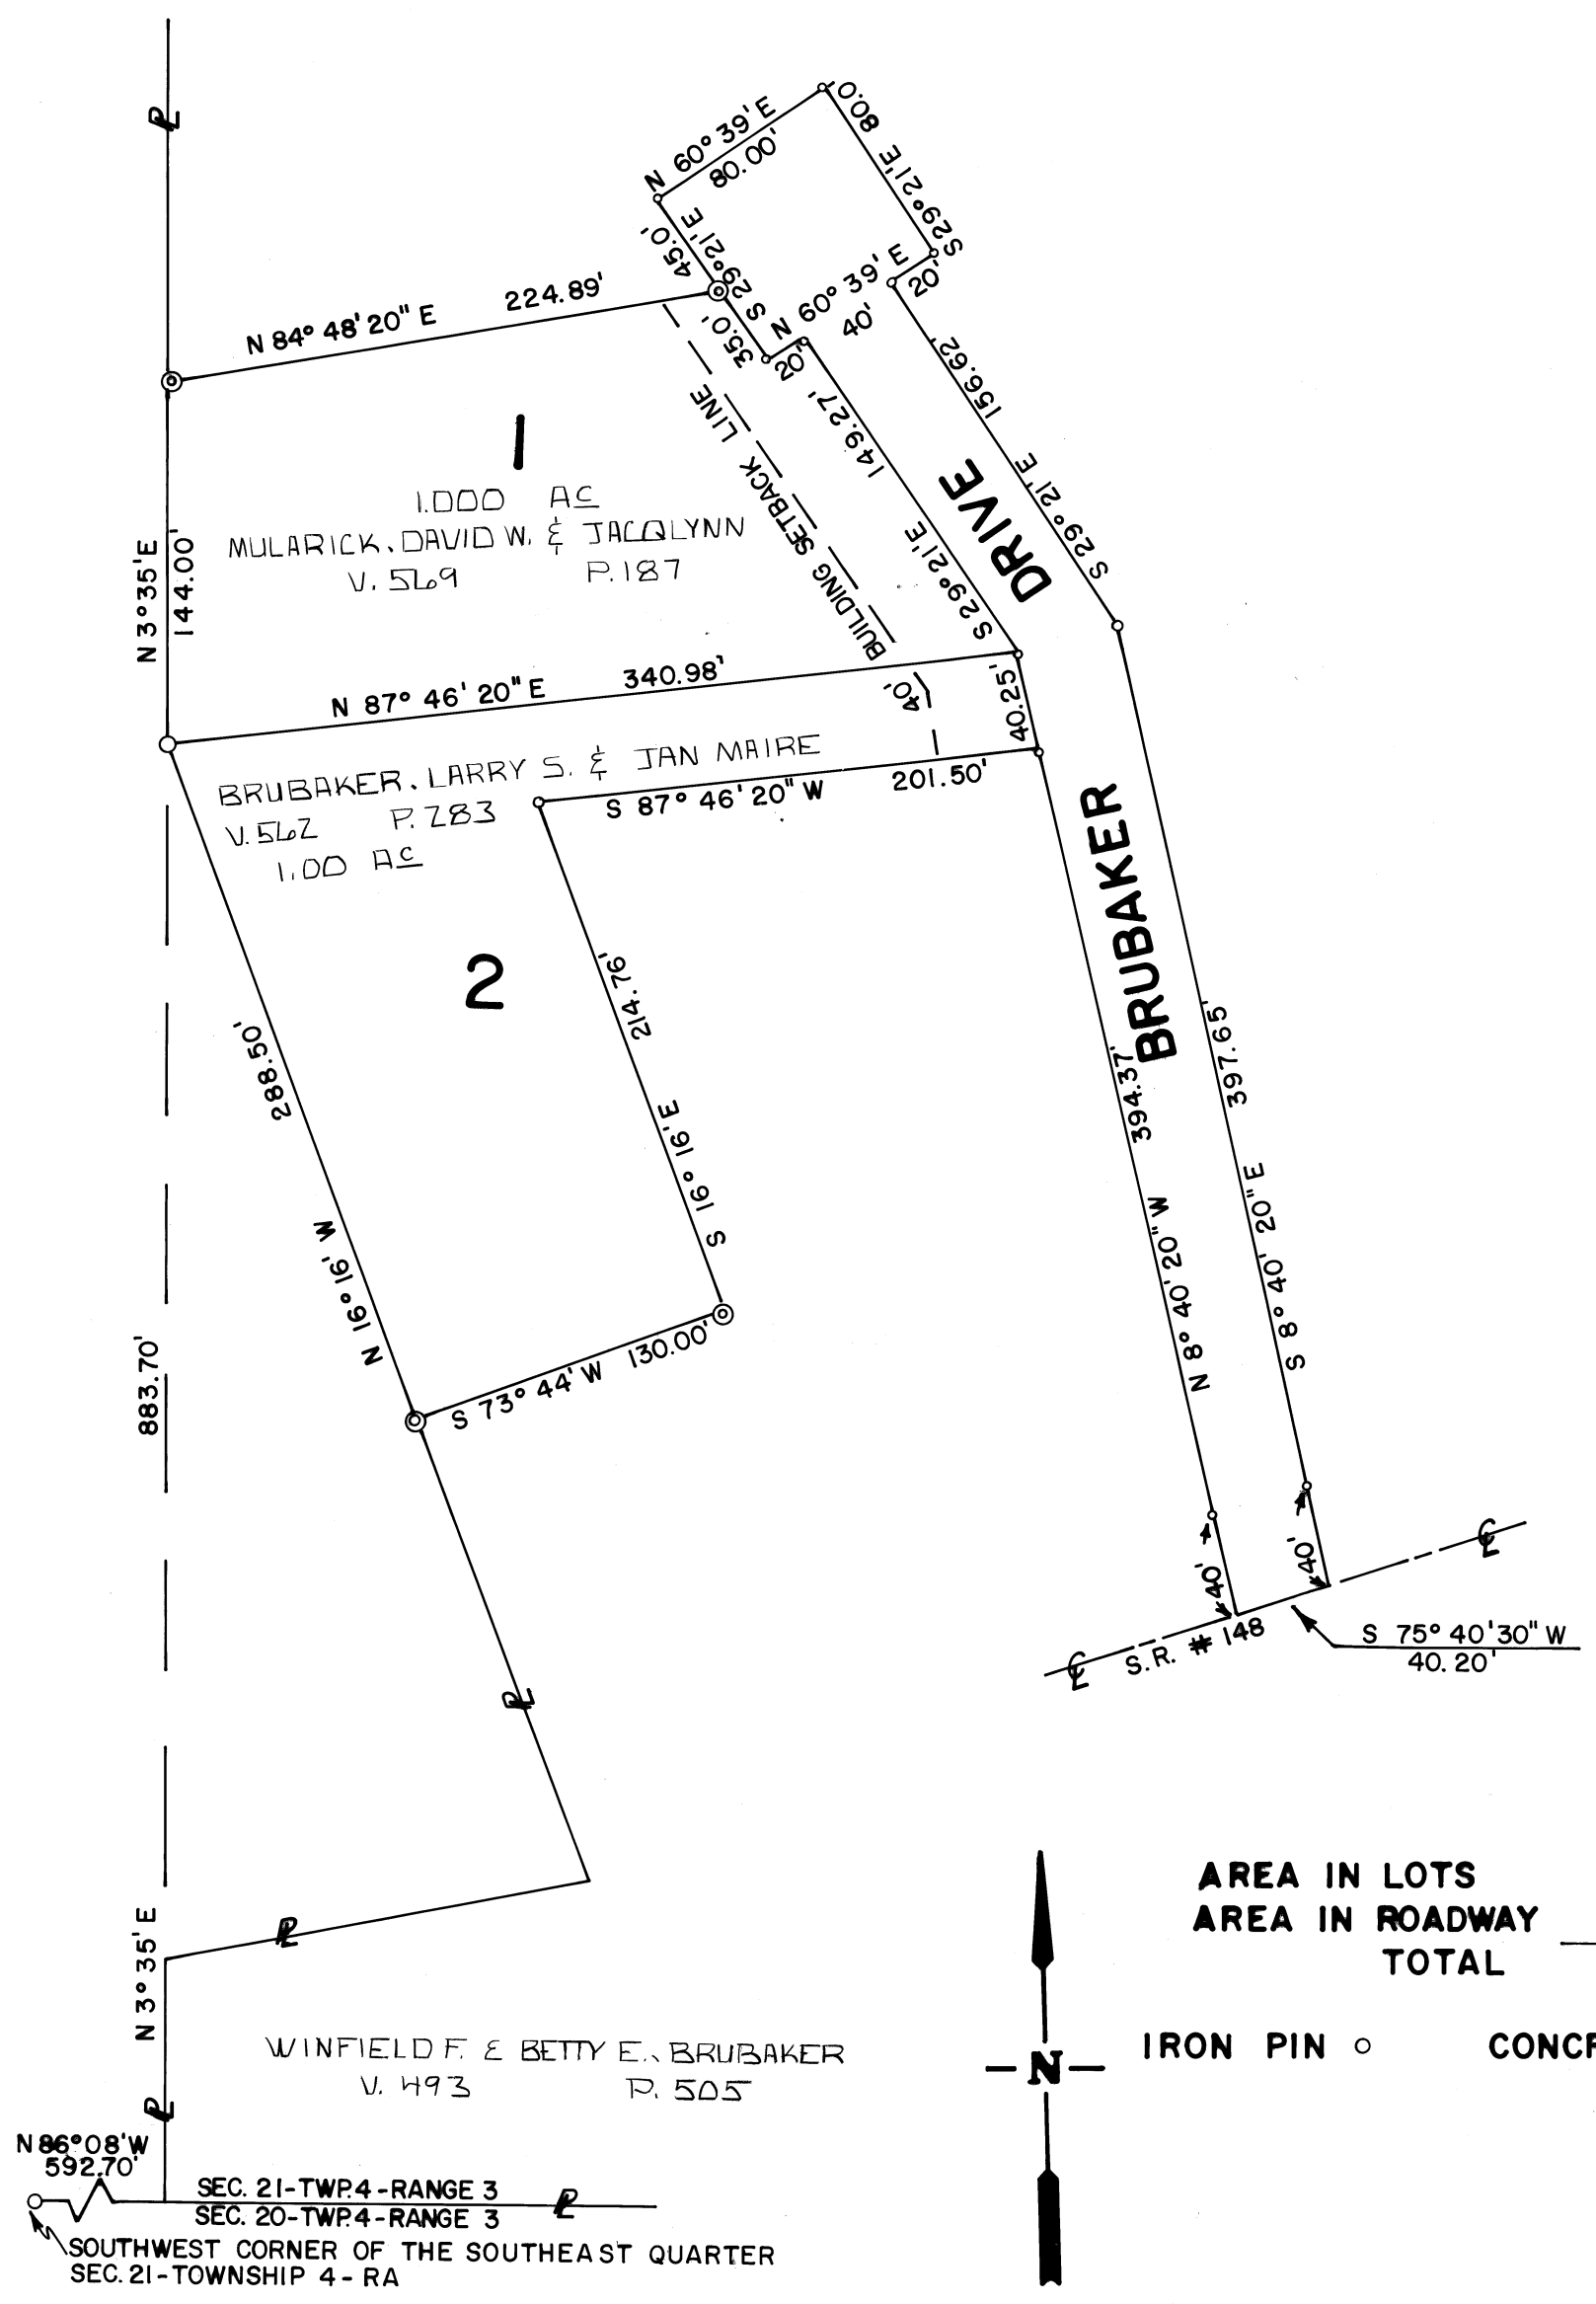 N 60° 39' E
80.00'
S29°21'E 80.0'
45.0'
S 29°21'E
35.0'
20'
N 60° 39' E
40'
20'
N 84° 48' 20" E 224.89'
156.62'
S 29° 21' E
149.27'
S 29° 21' E
BUILDING SETBACK LINE
DRIVE
1
1.000 AC
MULARICK, DAVID W. & JACQLYNN
V. 569 P. 187
N 3°35'E
144.00'
N 87° 46' 20" E 340.98'
40'
40.25'
BRUBAKER, LARRY S. & JAN MAIRE
V. 562 P. 283
1.00 AC
S 87° 46' 20" W 201.50'
BRUBAKER
2
214.76'
S 16° 16' E
288.50'
N 16° 16' W
394.37'
N 8° 40' 20" W
397.65'
S 8° 40' 20" E
S 73° 44' W 130.00'
883.70'
40'
40'
S.R. # 148
S 75° 40' 30" W
40.20'
N 3° 35' E
AREA IN LOTS
AREA IN ROADWAY
TOTAL
WINFIELD F. & BETTY E. BRUBAKER
V. 493 P. 505
N
IRON PIN CONCR
N 86° 08' W
592.70'
SEC. 21-TWP.4-RANGE 3
SEC. 20-TWP.4-RANGE 3
SOUTHWEST CORNER OF THE SOUTHEAST QUARTER
SEC. 21-TOWNSHIP 4-RA